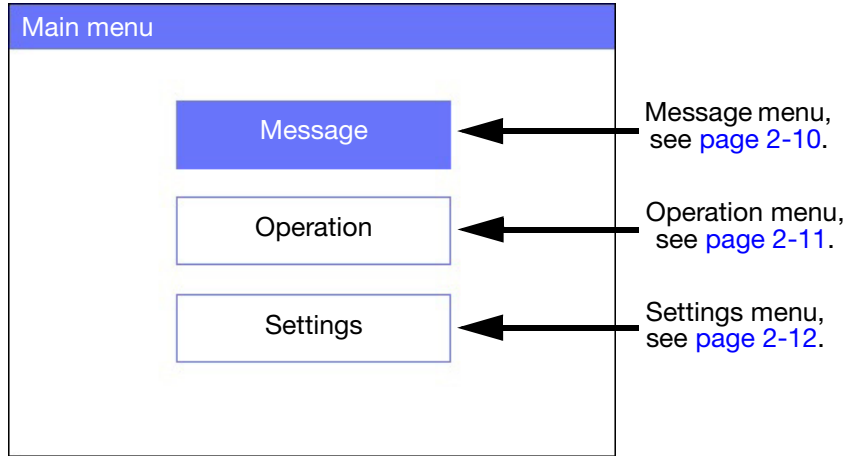 Main menu
Message
Message menu,
see page 2-10.
Operation
Operation menu,
see page 2-11.
Settings
Settings menu,
see page 2-12.